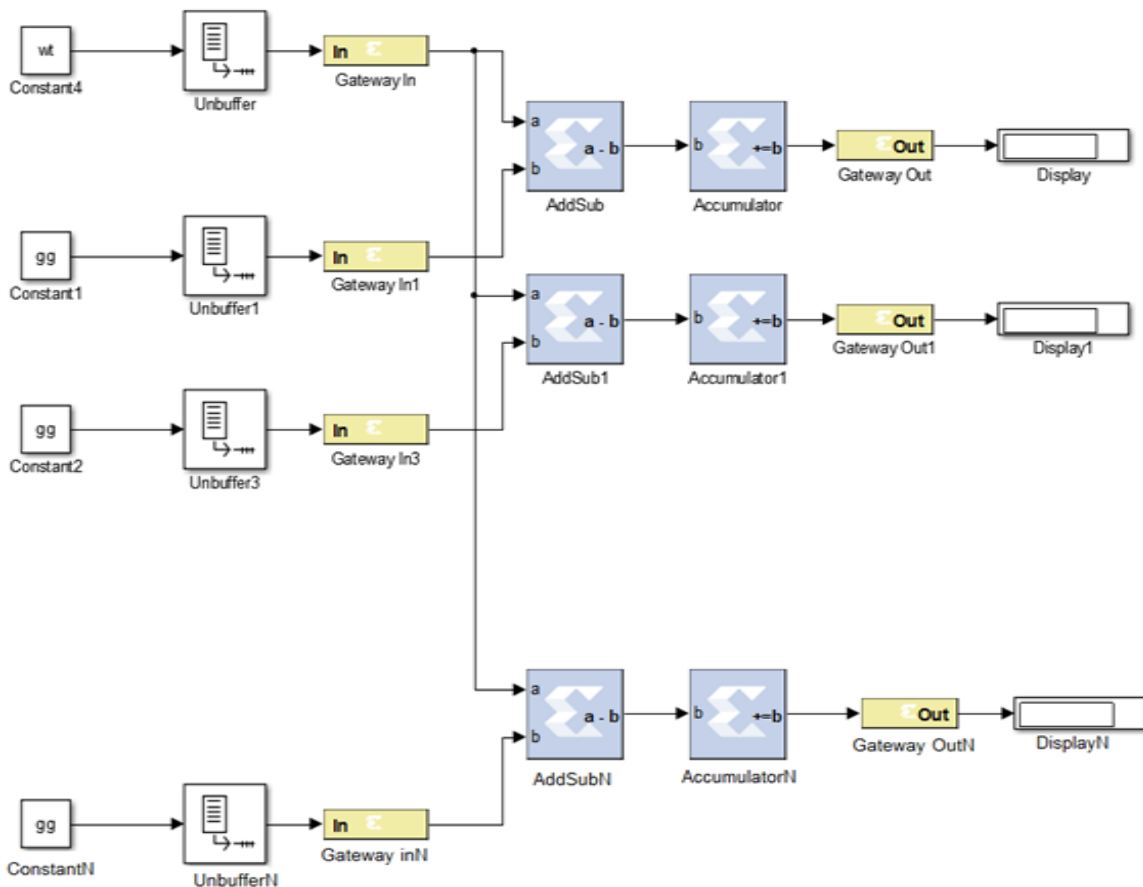 wt
Constant4
Unbuffer
In
Gateway In
a
b
a - b
AddSub
b
+=b
Accumulator
Out
Gateway Out
Display
gg
Constant1
Unbuffer1
In
Gateway In1
a
b
a - b
AddSub1
b
+=b
Accumulator1
Out
Gateway Out1
Display1
gg
Constant2
Unbuffer3
In
Gateway In3
a
b
a - b
AddSubN
b
+=b
AccumulatorN
Out
Gateway OutN
DisplayN
gg
ConstantN
UnbufferN
In
Gateway inN